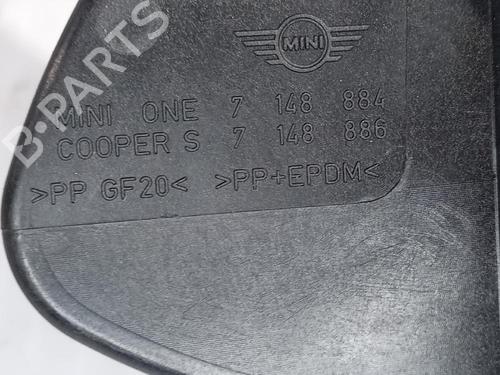 MINI
MINI ONE 7 148 884
COOPER S 7 148 886
>PP GF20< >PP+EPDM<
B-PARTS